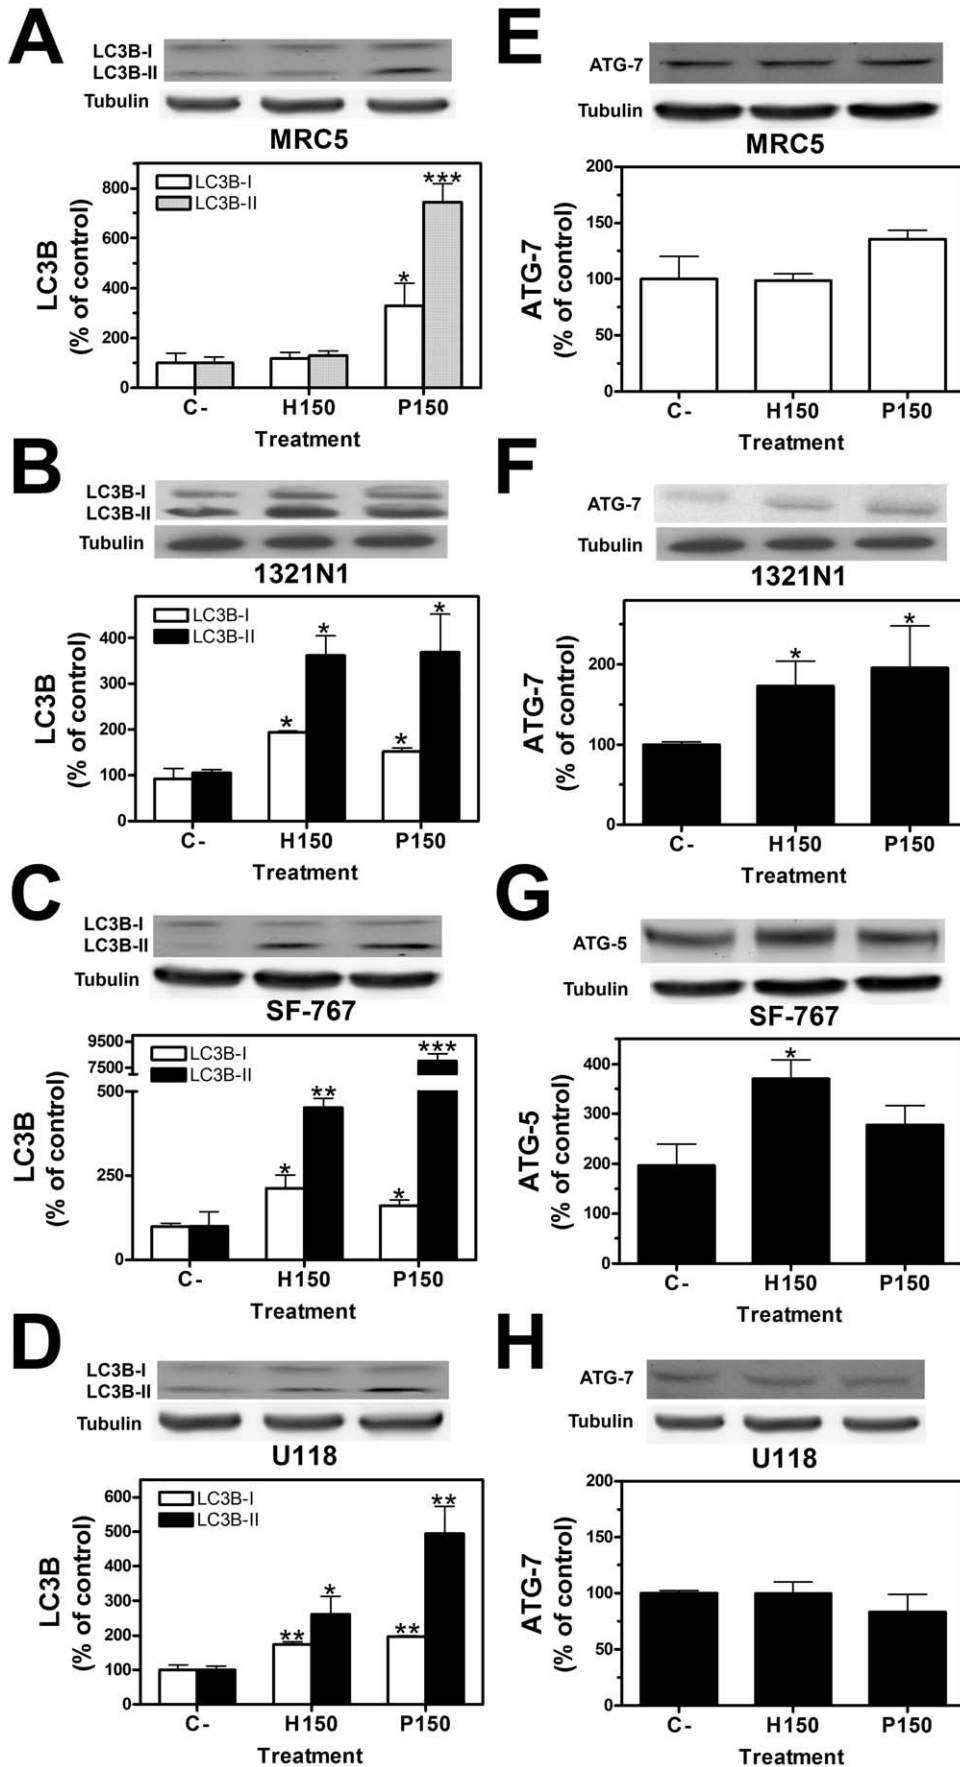 A
LC3B-I
LC3B-II
Tubulin
MRC5
LC3B-I
LC3B-II
LC3B
(% of control)
800
600
400
200
0
*
***
C-
H150
P150
Treatment
E
ATG-7
Tubulin
MRC5
ATG-7
(% of control)
200
150
100
50
0
C-
H150
P150
Treatment
B
LC3B-I
LC3B-II
Tubulin
1321N1
LC3B-I
LC3B-II
LC3B
(% of control)
400
300
200
100
0
*
*
*
*
C-
H150
P150
Treatment
F
ATG-7
Tubulin
1321N1
ATG-7
(% of control)
200
100
0
*
*
C-
H150
P150
Treatment
C
LC3B-I
LC3B-II
Tubulin
SF-767
LC3B-I
LC3B-II
LC3B
(% of control)
9500
7500
500
250
0
*
**
*
***
C-
H150
P150
Treatment
G
ATG-5
Tubulin
SF-767
ATG-5
(% of control)
400
300
200
100
0
*
C-
H150
P150
Treatment
D
LC3B-I
LC3B-II
Tubulin
U118
LC3B-I
LC3B-II
LC3B
(% of control)
600
500
400
300
200
100
0
**
*
**
**
C-
H150
P150
Treatment
H
ATG-7
Tubulin
U118
ATG-7
(% of control)
200
150
100
50
0
C-
H150
P150
Treatment